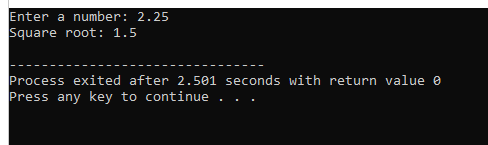 Enter a number: 2.25
Square root: 1.5
--------------------------------
Process exited after 2.501 seconds with return value 0
Press any key to continue . . .